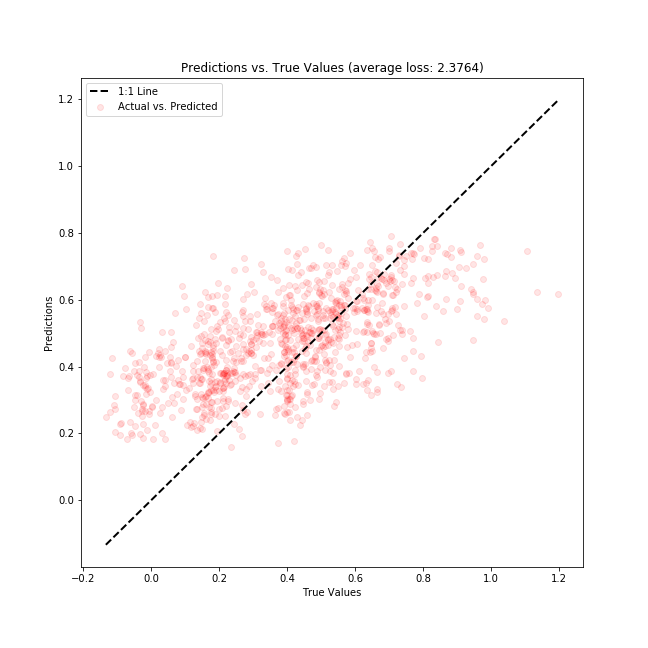 Predictions vs. True Values (average loss: 2.3764)
1:1 Line
Actual vs. Predicted
1.2
1.0
0.8
0.6
0.4
0.2
0.0
Predictions
−0.2 0.0 0.2 0.4 0.6 0.8 1.0 1.2
True Values